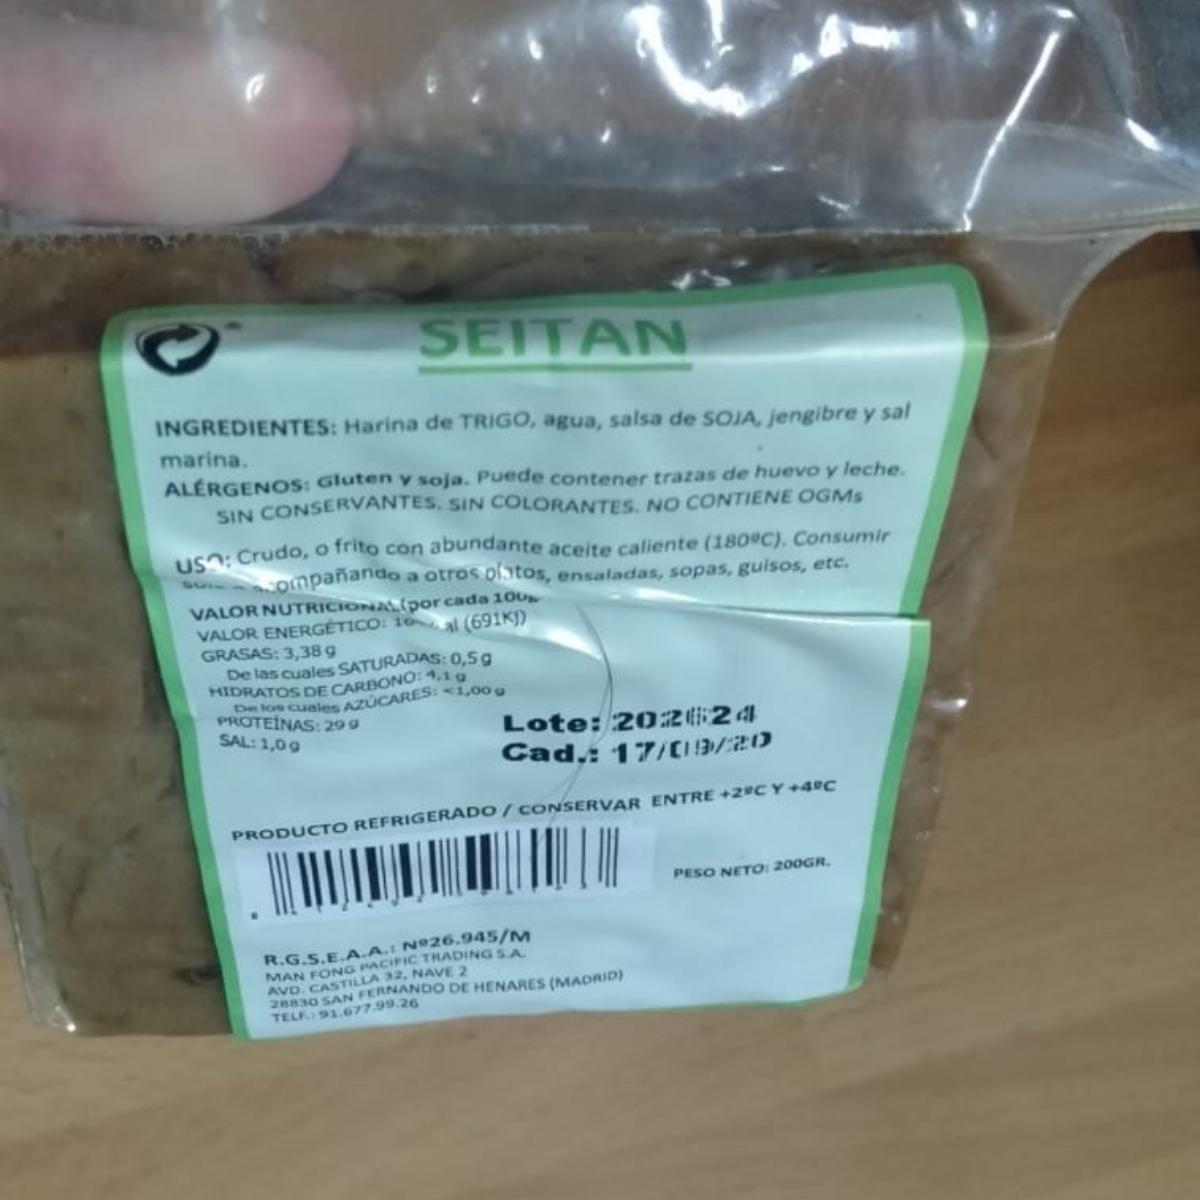 SEITAN
INGREDIENTES: Harina de TRIGO, agua, salsa de SOJA, jengibre y sal
marina.
ALÉRGENOS: Gluten y soja. Puede contener trazas de huevo y leche.
SIN CONSERVANTES. SIN COLORANTES. NO CONTIENE OGMs
USO: Crudo, o frito con abundante aceite caliente (180ºC). Consumir
acompañando a otros platos, ensaladas, sopas, guisos, etc.
VALOR NUTRICIONAL (por cada 100g
VALOR ENERGÉTICO: (691KJ)
GRASAS: 3,38 g
De las cuales SATURADAS: 0,5 g
HIDRATOS DE CARBONO: 4,1 g
De los cuales AZÚCARES: <1,00 g
PROTEÍNAS: 29 g
SAL: 1,0 g
Lote:
Cad.: 17/09/20
PRODUCTO REFRIGERADO / CONSERVAR ENTRE +2ºC Y +4ºC
PESO NETO: 200GR.
R.G.S.E.A.A.: Nº26.945/M
MAN FONG PACIFIC TRADING S.A.
AVD. CASTILLA 32, NAVE 2
28830 SAN FERNANDO DE HENARES (MADRID)
TELF.: 91.677.99.26